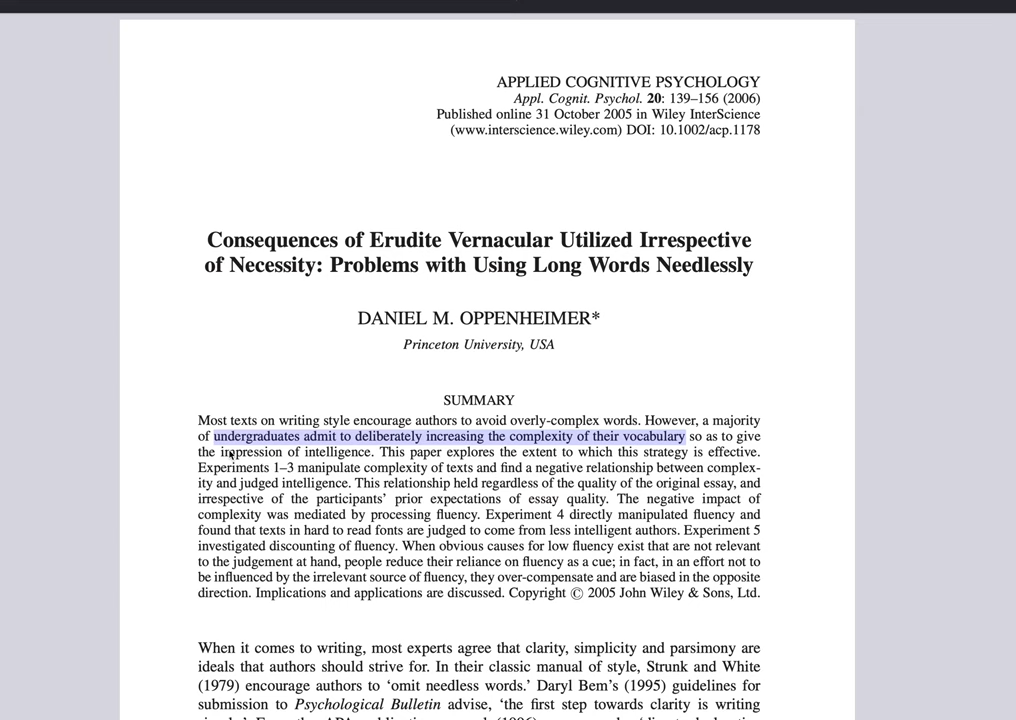 APPLIED COGNITIVE PSYCHOLOGY
Appl. Cognit. Psychol. 20: 139–156 (2006)
Published online 31 October 2005 in Wiley InterScience
(www.interscience.wiley.com) DOI: 10.1002/acp.1178
Consequences of Erudite Vernacular Utilized Irrespective
of Necessity: Problems with Using Long Words Needlessly
DANIEL M. OPPENHEIMER*
Princeton University, USA
SUMMARY
Most texts on writing style encourage authors to avoid overly-complex words. However, a majority
of undergraduates admit to deliberately increasing the complexity of their vocabulary so as to give
the impression of intelligence. This paper explores the extent to which this strategy is effective.
Experiments 1–3 manipulate complexity of texts and find a negative relationship between complex-
ity and judged intelligence. This relationship held regardless of the quality of the original essay, and
irrespective of the participants' prior expectations of essay quality. The negative impact of
complexity was mediated by processing fluency. Experiment 4 directly manipulated fluency and
found that texts in hard to read fonts are judged to come from less intelligent authors. Experiment 5
investigated discounting of fluency. When obvious causes for low fluency exist that are not relevant
to the judgement at hand, people reduce their reliance on fluency as a cue; in fact, in an effort not to
be influenced by the irrelevant source of fluency, they over-compensate and are biased in the opposite
direction. Implications and applications are discussed. Copyright © 2005 John Wiley & Sons, Ltd.
When it comes to writing, most experts agree that clarity, simplicity and parsimony are
ideals that authors should strive for. In their classic manual of style, Strunk and White
(1979) encourage authors to 'omit needless words.' Daryl Bem's (1995) guidelines for
submission to Psychological Bulletin advise, 'the first step towards clarity is writing